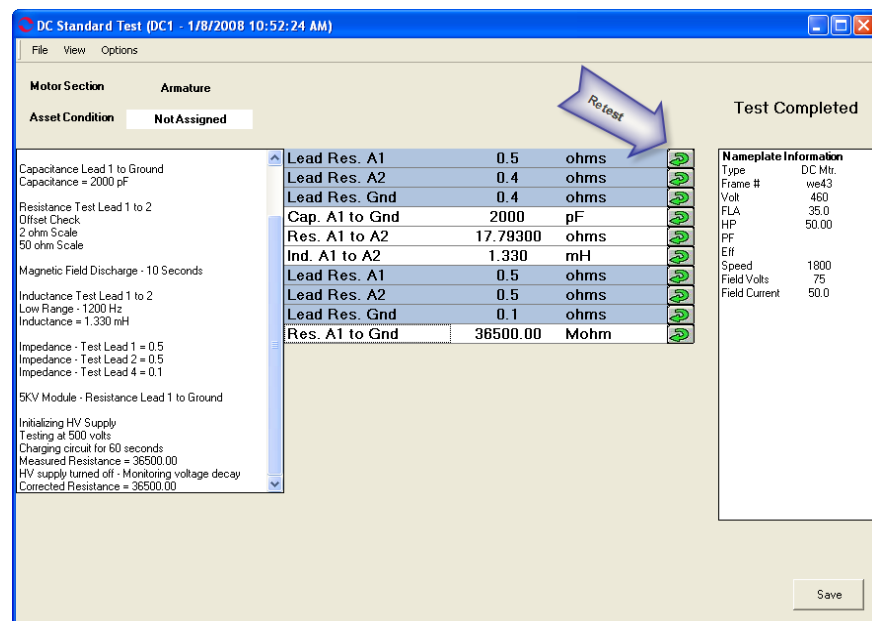 DC Standard Test (DC1 - 1/8/2008 10:52:24 AM)
File View Options
Motor Section Armature
Asset Condition Not Assigned
Retest
Test Completed
Capacitance Lead 1 to Ground
Capacitance = 2000 pF
Resistance Test Lead 1 to 2
Offset Check
2 ohm Scale
50 ohm Scale
Magnetic Field Discharge - 10 Seconds
Inductance Test Lead 1 to 2
Low Range - 1200 Hz
Inductance = 1.330 mH
Impedance - Test Lead 1 = 0.5
Impedance - Test Lead 2 = 0.5
Impedance - Test Lead 4 = 0.1
5KV Module - Resistance Lead 1 to Ground
Initializing HV Supply
Testing at 500 volts
Charging circuit for 60 seconds
Measured Resistance = 36500.00
HV supply turned off - Monitoring voltage decay
Corrected Resistance = 36500.00
Lead Res. A1 0.5 ohms
Lead Res. A2 0.4 ohms
Lead Res. Gnd 0.4 ohms
Cap. A1 to Gnd 2000 pF
Res. A1 to A2 17.79300 ohms
Ind. A1 to A2 1.330 mH
Lead Res. A1 0.5 ohms
Lead Res. A2 0.5 ohms
Lead Res. Gnd 0.1 ohms
Res. A1 to Gnd 36500.00 Mohm
Nameplate Information
Type DC Mtr.
Frame # we43
Volt 460
FLA 35.0
HP 50.00
PF
Eff
Speed 1800
Field Volts 75
Field Current 50.0
Save